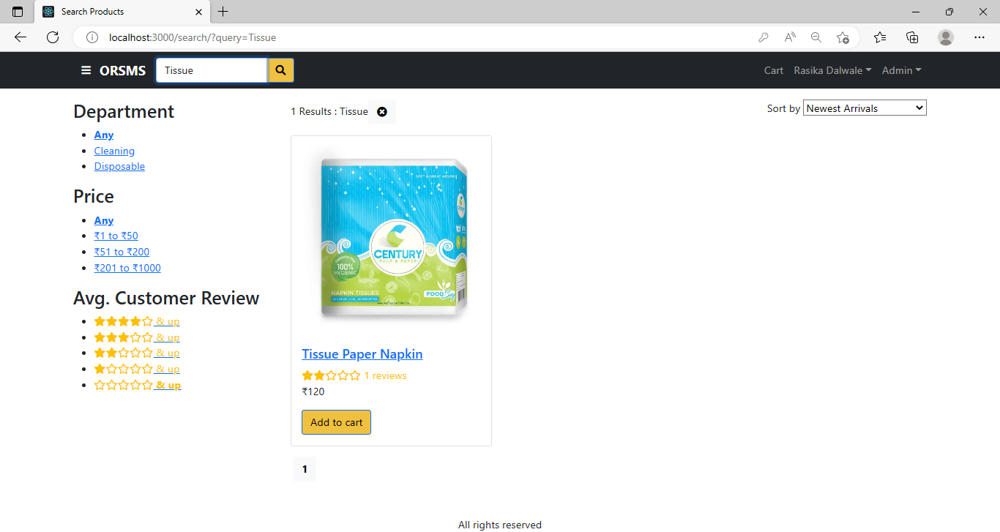 Search Products
localhost:3000/search/?query=Tissue
ORSMS
Tissue
Cart
Rasika Dalwale
Admin
Department
Any
Cleaning
Disposable
Price
Any
₹1 to ₹50
₹51 to ₹200
₹201 to ₹1000
Avg. Customer Review
& up
& up
& up
& up
& up
1 Results : Tissue
Sort by Newest Arrivals
SOFT & GREAT ABSORB
CENTURY
PULP & PAPER
100%
HYGIENIC
NAPKIN TISSUES
FOOD
Tissue Paper Napkin
1 reviews
₹120
Add to cart
1
All rights reserved